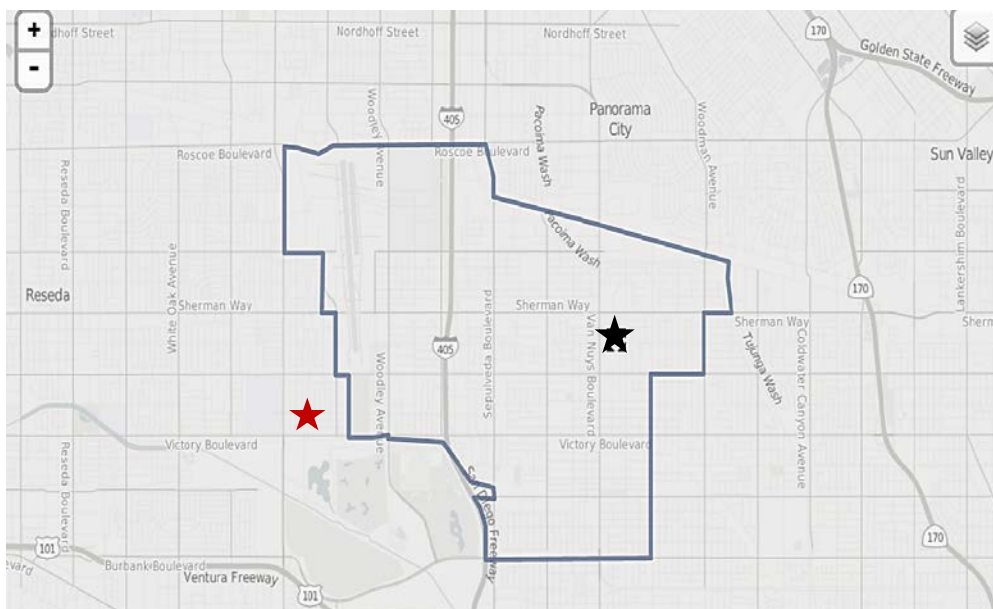 +
-
dhoff Street
Nordhoff Street
Nordhoff Street
170
Golden State Freeway
405
Panorama
City
Woodley Avenue
Pacoima Wash
Woodman Avenue
Roscoe Boulevard
Roscoe Boulevard
Sun Valley
Reseda Boulevard
Lankershim Boulevard
Pacoima Wash
White Oak Avenue
Reseda
170
Sherman Way
Sepulveda Boulevard
Sherman Way
Van Nuys Boulevard
Sherman Way
Sherm
405
Woodley Avenue
Tujunga Wash
Coldwater Canyon Avenue
Victory Boulevard
Victory Boulevard
Reseda Boulevard
San Diego Freeway
170
101
evard
Burbank Boulevard
Ventura Freeway
101